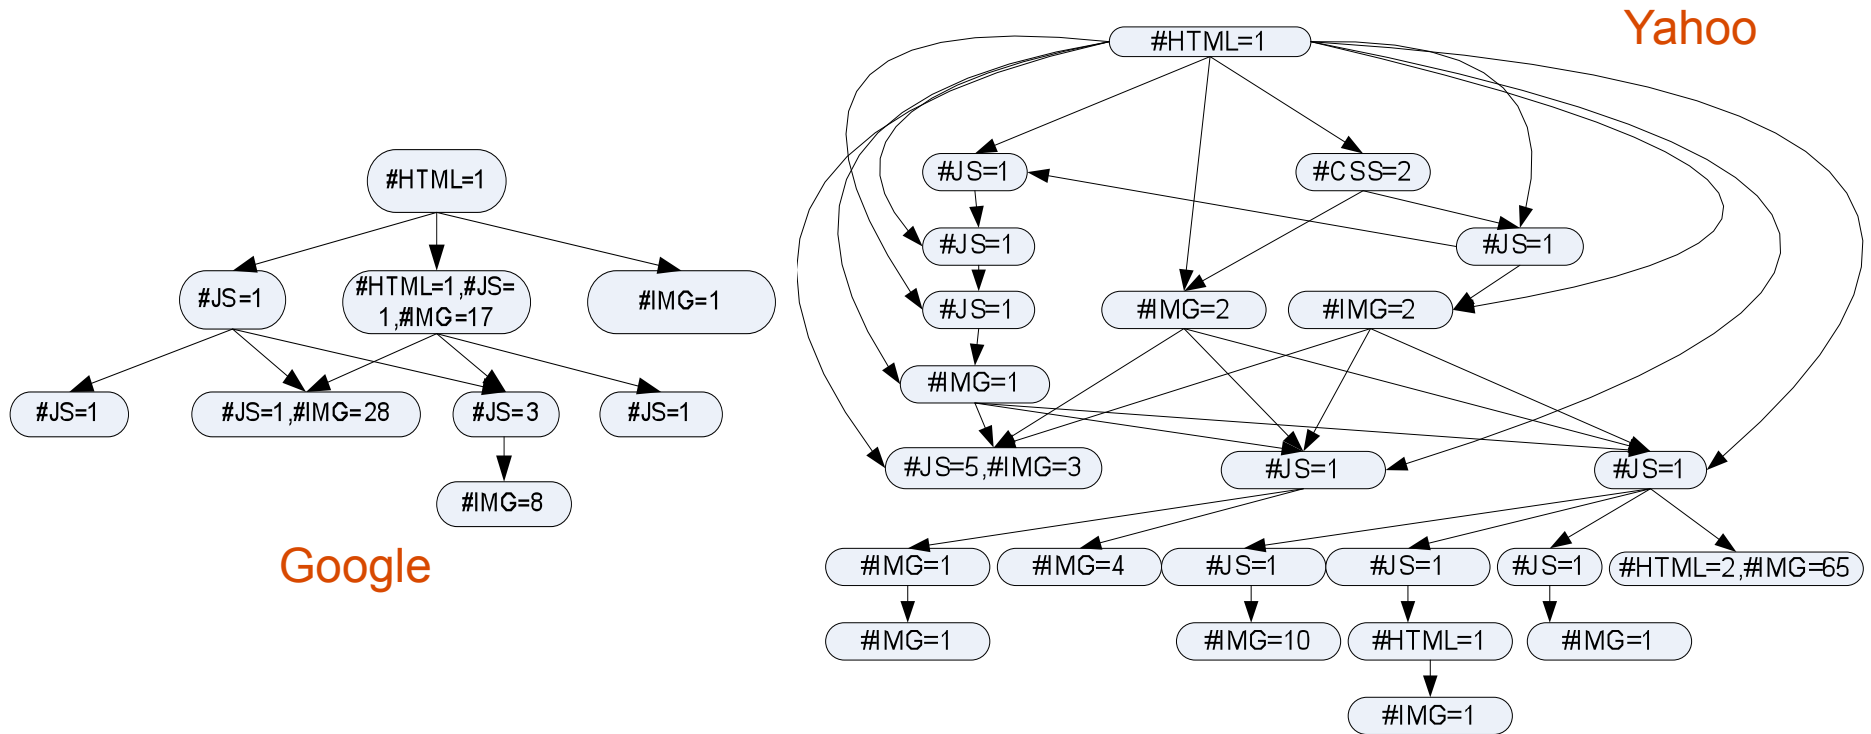 Google
#HTML=1
#JS=1
#HTML=1,#JS=
1,#IMG=17
#IMG=1
#JS=1
#JS=1,#IMG=28
#JS=3
#JS=1
#IMG=8
Yahoo
#HTML=1
#JS=1
#CSS=2
#JS=1
#JS=1
#JS=1
#IMG=2
#IMG=2
#IMG=1
#JS=5,#IMG=3
#JS=1
#JS=1
#IMG=1
#IMG=4
#JS=1
#JS=1
#JS=1
#HTML=2,#IMG=65
#IMG=1
#IMG=10
#HTML=1
#IMG=1
#IMG=1